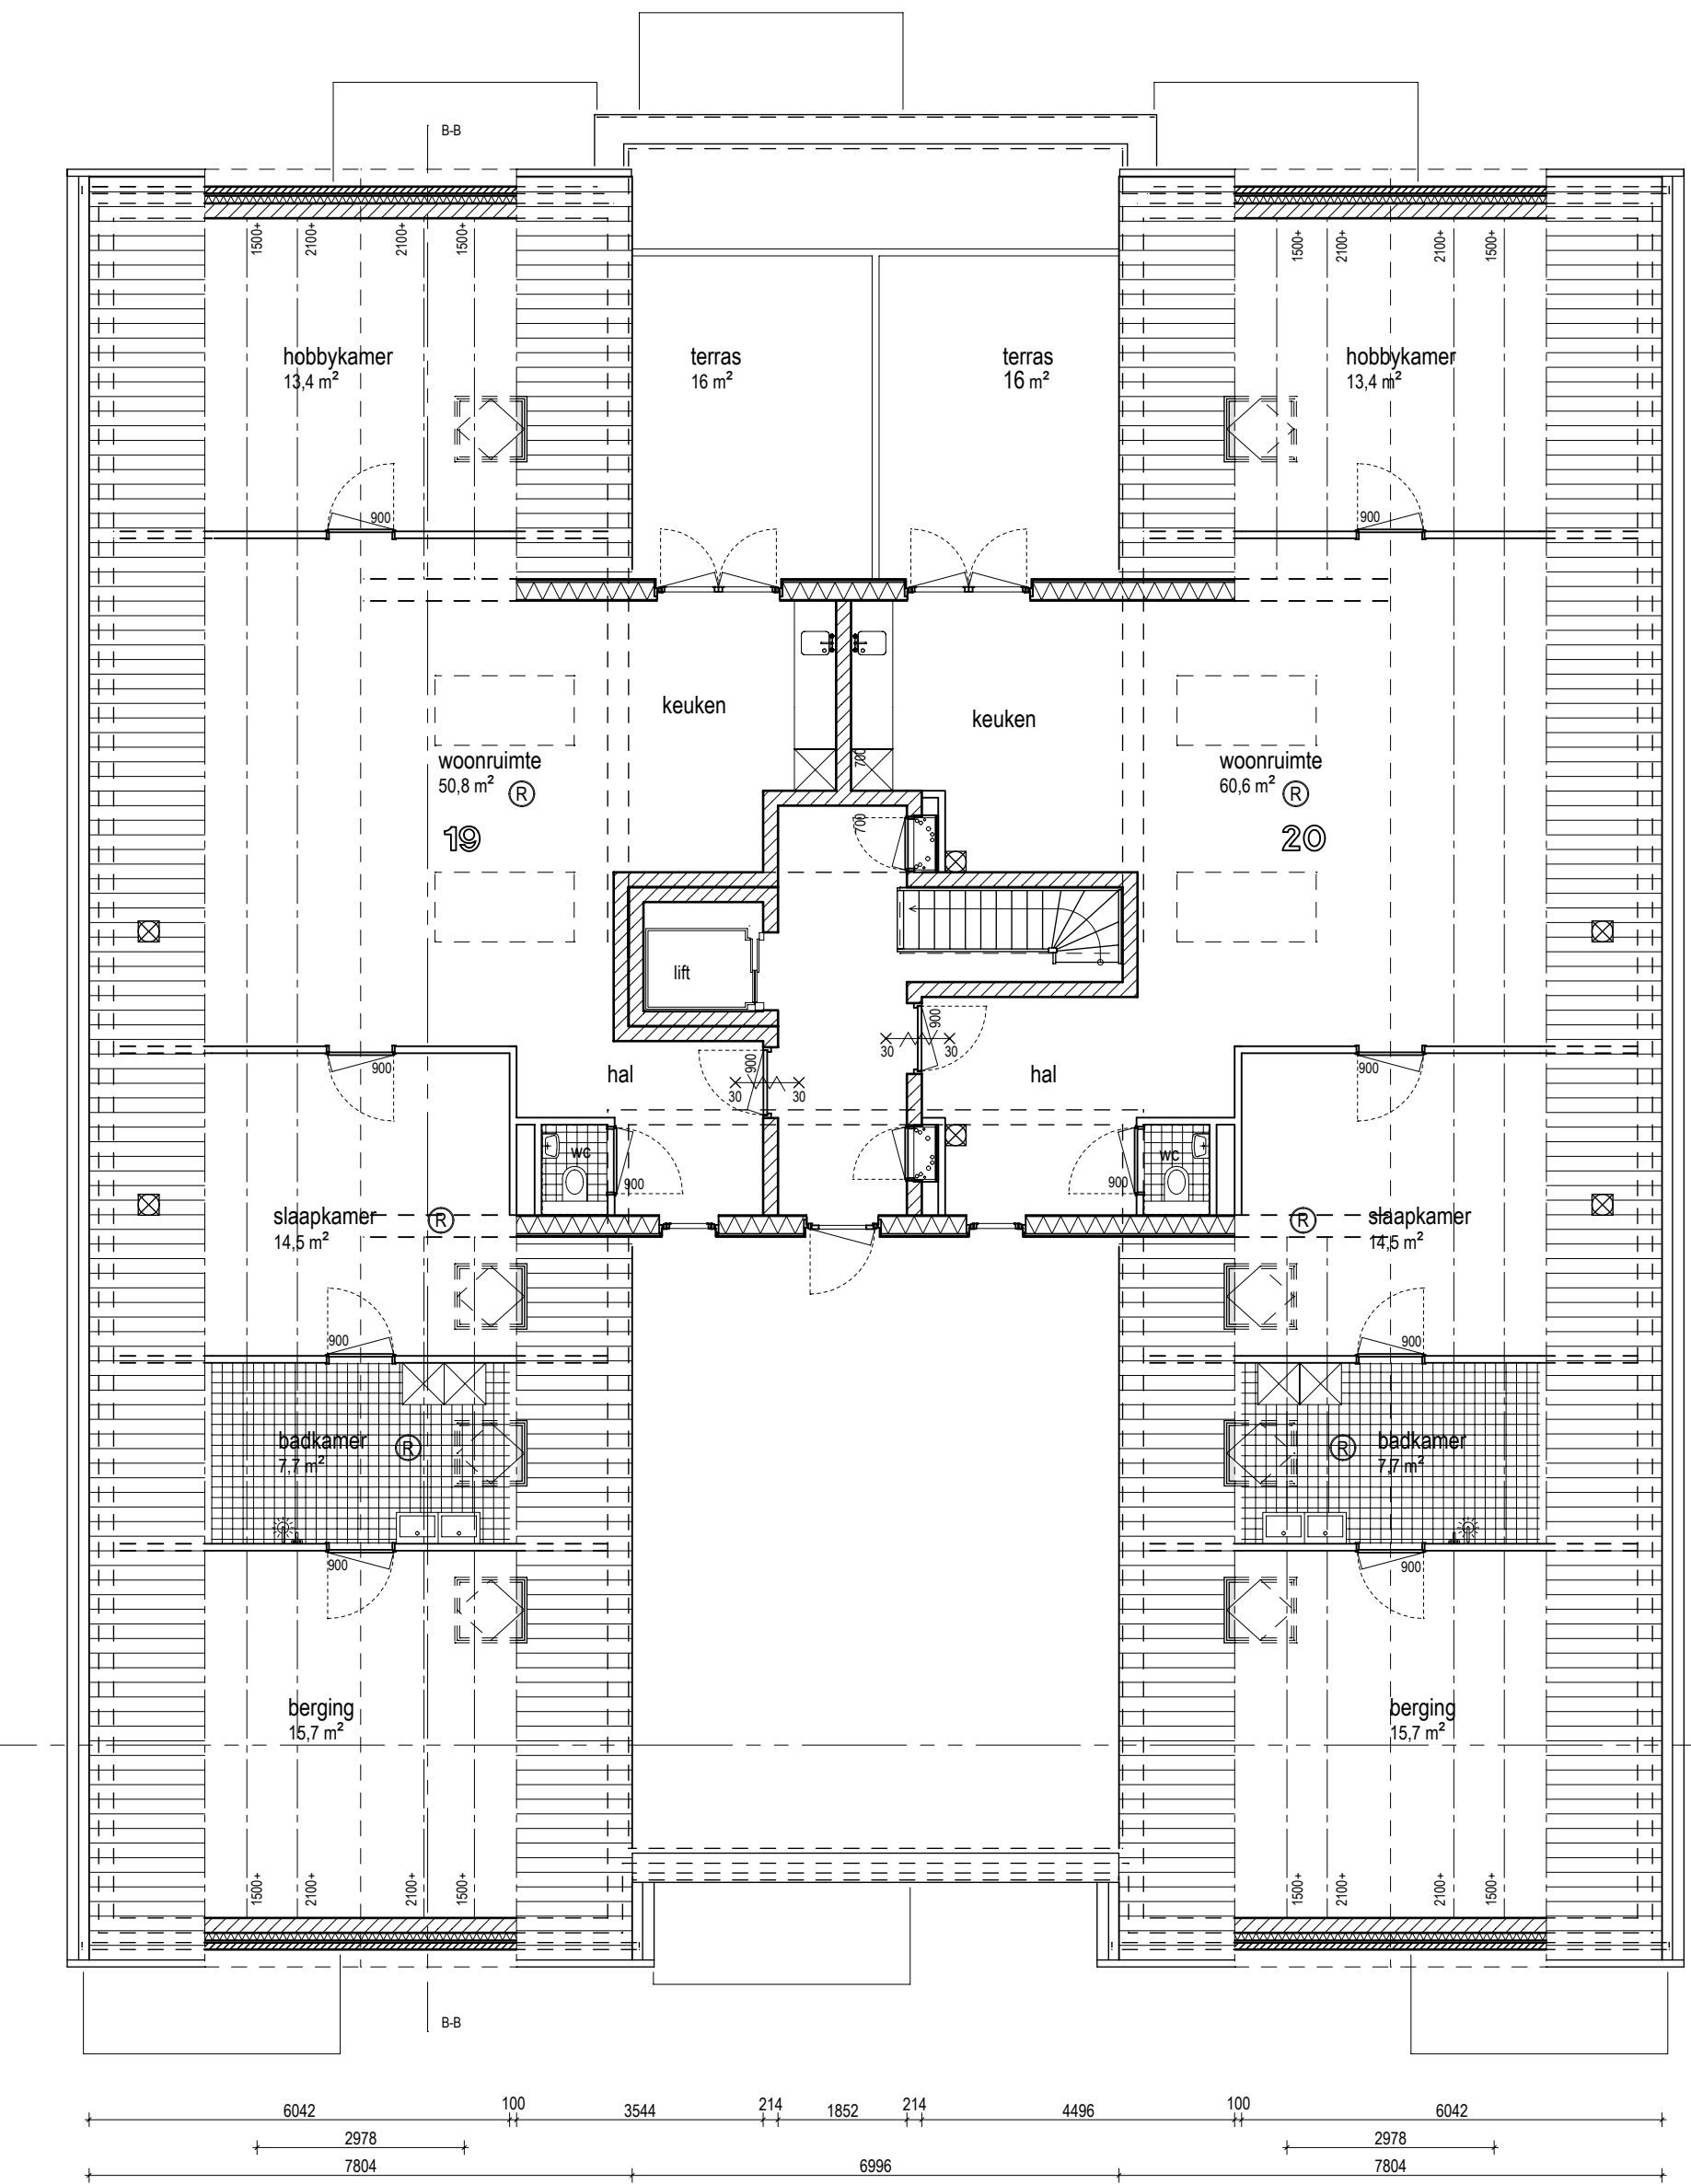 B-B
1500+ 2100+ 2100+ 1500+
1500+ 2100+ 2100+ 1500+
hobbykamer
13,4 m²
terras
16 m²
terras
16 m²
hobbykamer
13,4 m²
900
900
keuken
keuken
700
woonruimte
50,8 m² R
19
woonruimte
60,6 m² R
20
700
lift
900
30 30
900
30 30
hal
hal
900
900
wc
900
wc
900
slaapkamer R
14,5 m²
R slaapkamer
14,5 m²
900
900
badkamer R
7,7 m²
R badkamer
7,7 m²
900
900
berging
15,7 m²
berging
15,7 m²
1500+ 2100+ 2100+ 1500+
1500+ 2100+ 2100+ 1500+
B-B
6042 100 3544 214 1852 214 4496 100 6042
2978 2978
7804 6996 7804